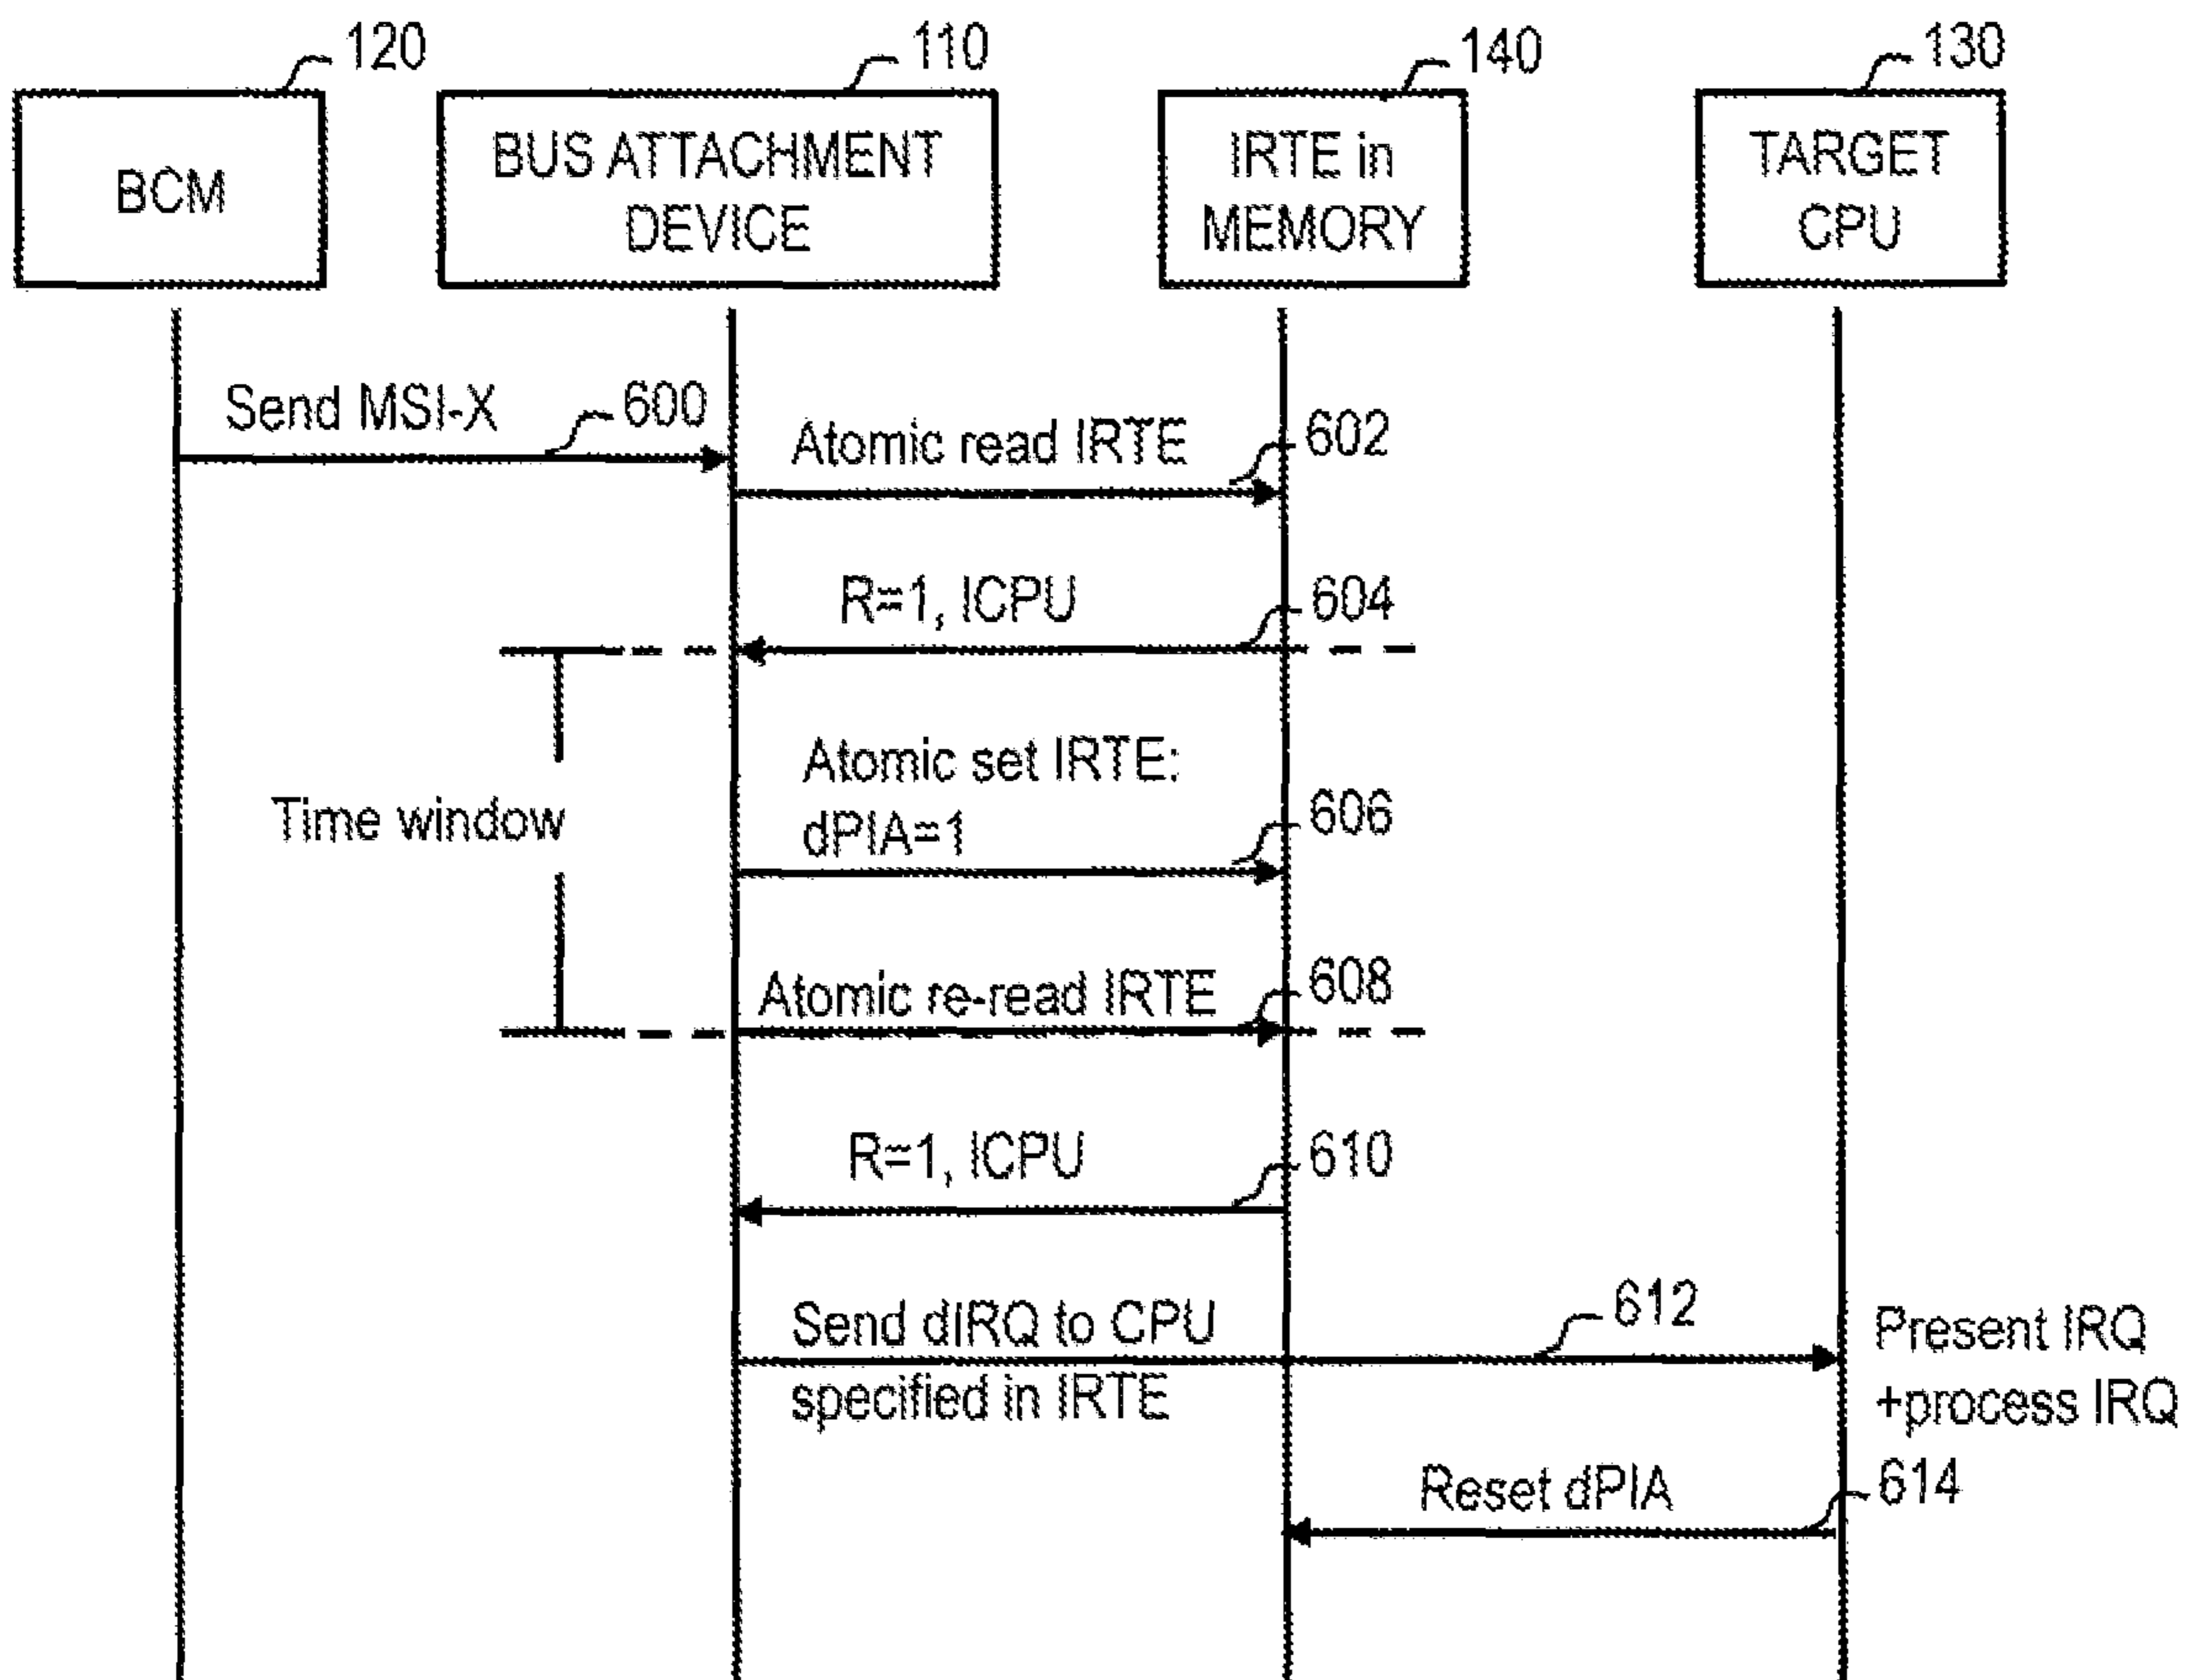 120
110
140
130
BCM
BUS ATTACHMENT
DEVICE
IRTE in
MEMORY
TARGET
CPU
Send MSI-X
600
Atomic read IRTE
602
R=1, ICPU
604
Time window
Atomic set IRTE:
dPIA=1
606
Atomic re-read IRTE
608
R=1, ICPU
610
Send dIRQ to CPU
specified in IRTE
612
Present IRQ
+process IRQ
Reset dPIA
614